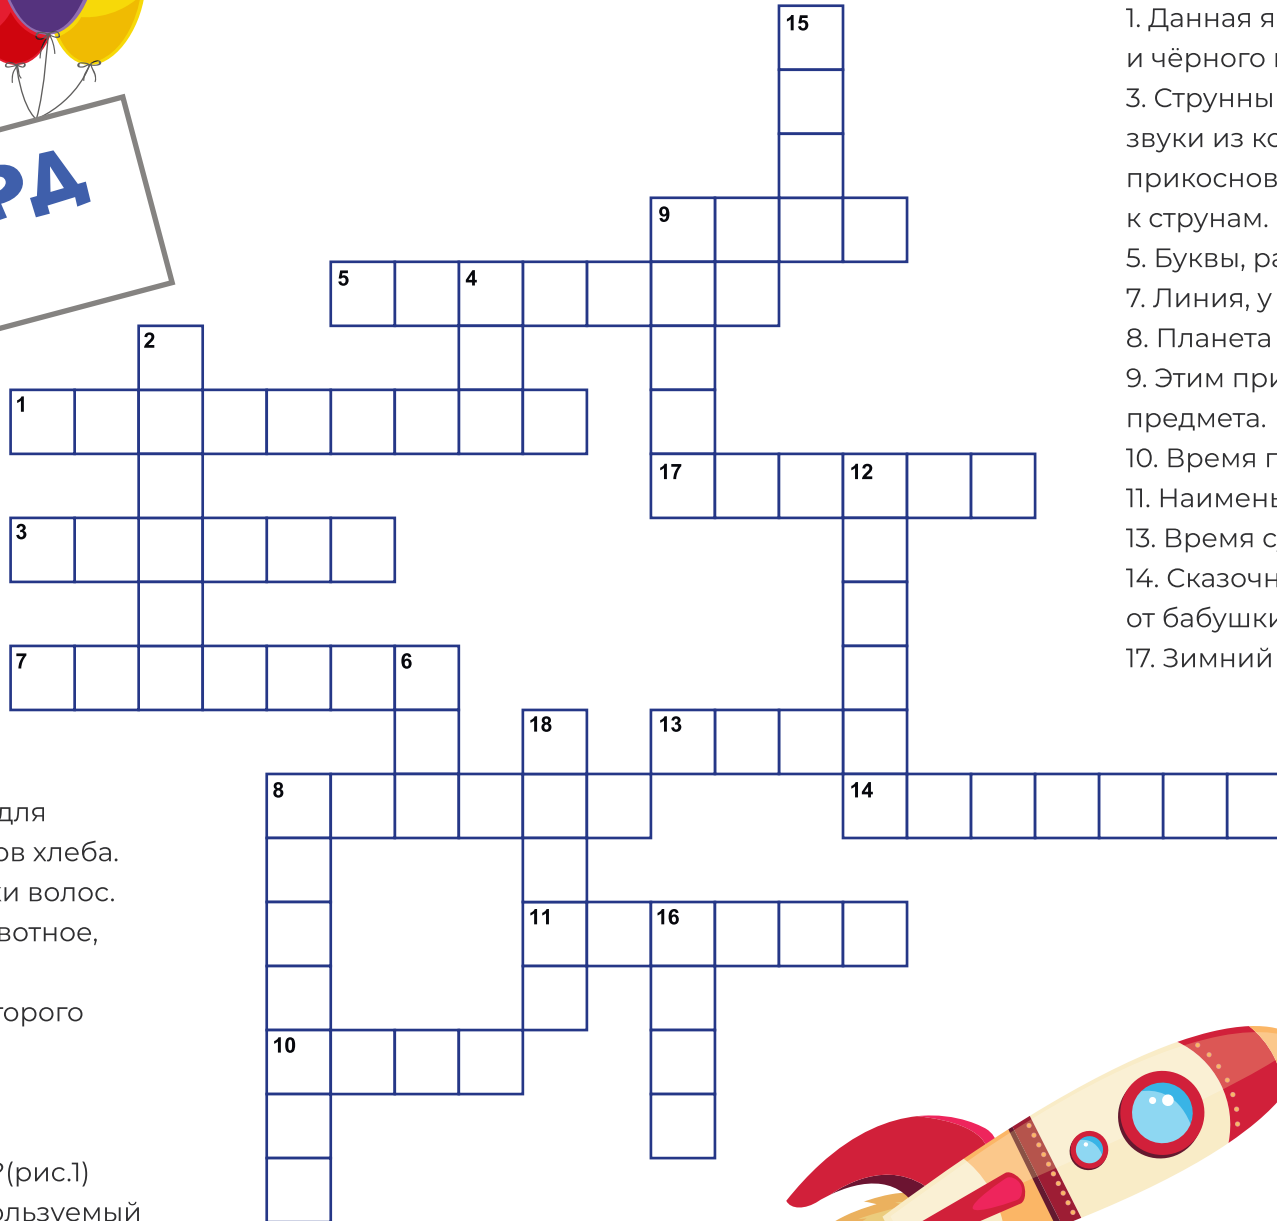 РД
15
9
5 4
2
1
17 12
3
7 6
18 13
8 14
11 16
10
1. Данная я
и чёрного
3. Струнны
звуки из ко
прикоснов
к струнам.
5. Буквы, ра
7. Линия, у
8. Планета
9. Этим при
предмета.
10. Время г
11. Наимень
13. Время с
14. Сказочн
от бабушки
17. Зимний
для
ов хлеба.
ки волос.
вотное,
торого
?(рис.1)
ользуемый